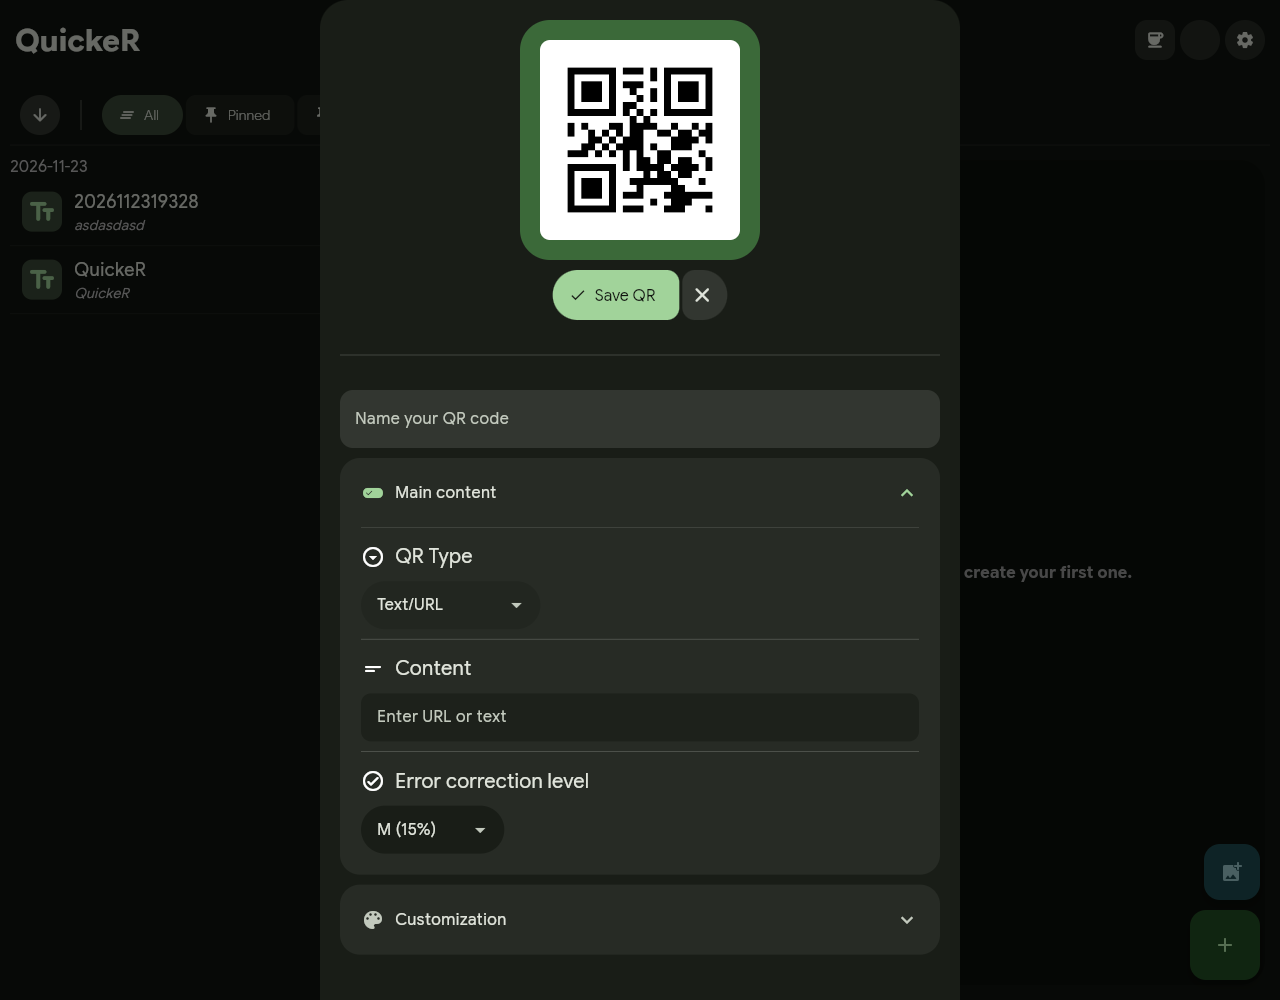 QuickeR
All
Pinned
2026-11-23
2026112319328
asdasdasd
QuickeR
QuickeR
Save QR
Name your QR code
Main content
QR Type
Text/URL
Content
Enter URL or text
Error correction level
M (15%)
Customization
create your first one.